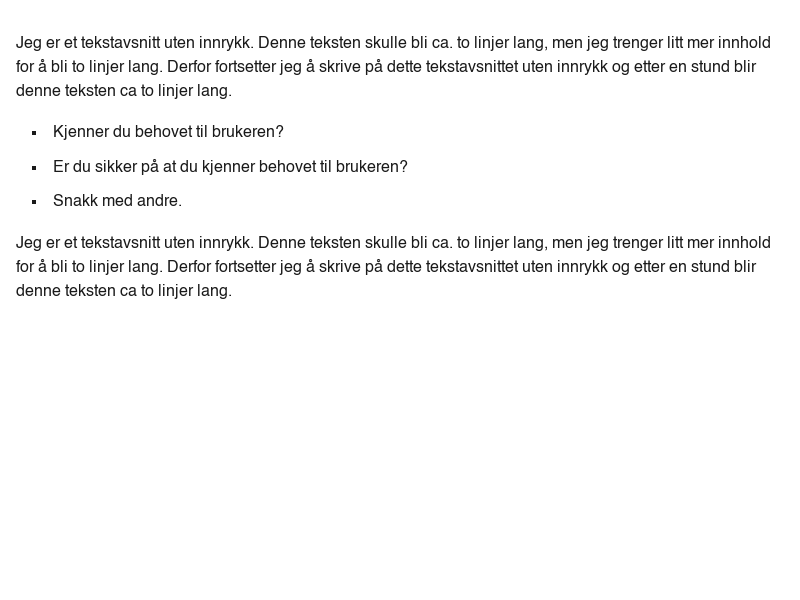 Jeg er et tekstavsnitt uten innrykk. Denne teksten skulle bli ca. to linjer lang, men jeg trenger litt mer innhold
for å bli to linjer lang. Derfor fortsetter jeg å skrive på dette tekstavsnittet uten innrykk og etter en stund blir
denne teksten ca to linjer lang.
▪ Kjenner du behovet til brukeren?
▪ Er du sikker på at du kjenner behovet til brukeren?
▪ Snakk med andre.
Jeg er et tekstavsnitt uten innrykk. Denne teksten skulle bli ca. to linjer lang, men jeg trenger litt mer innhold
for å bli to linjer lang. Derfor fortsetter jeg å skrive på dette tekstavsnittet uten innrykk og etter en stund blir
denne teksten ca to linjer lang.